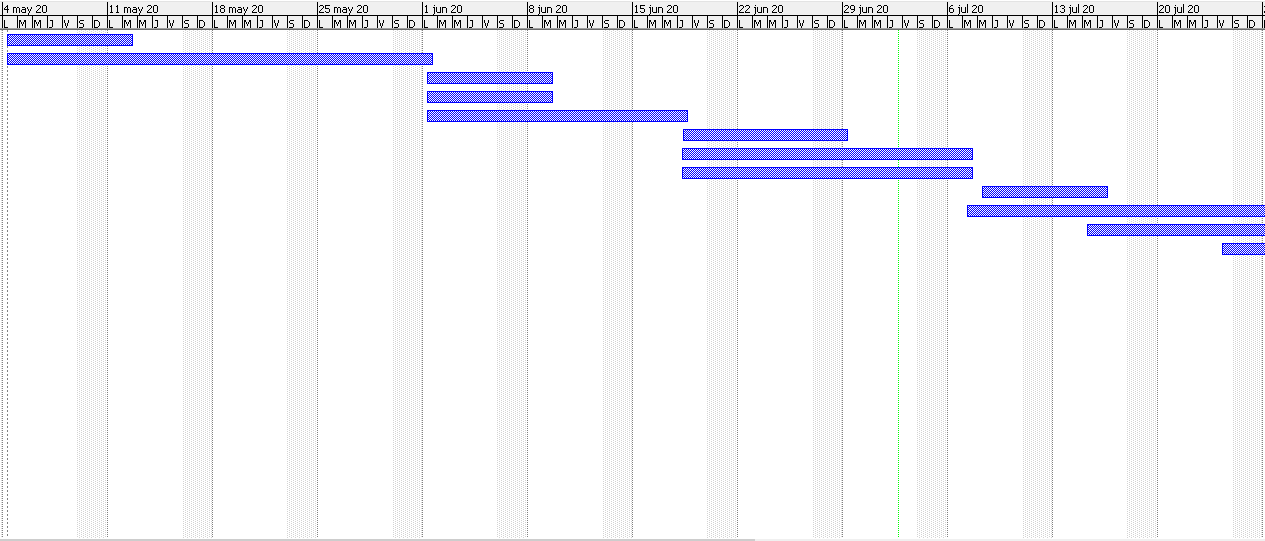 4 may 20 11 may 20 18 may 20 25 may 20 1 jun 20 8 jun 20 15 jun 20 22 jun 20 29 jun 20 6 jul 20 13 jul 20 20 jul 20
L M M J V S D L M M J V S D L M M J V S D L M M J V S D L M M J V S D L M M J V S D L M M J V S D L M M J V S D L M M J V S D L M M J V S D L M M J V S D L M M J V S D